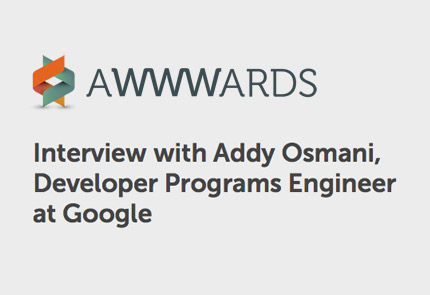 AWWWARDS
Interview with Addy Osmani,
Developer Programs Engineer
at Google